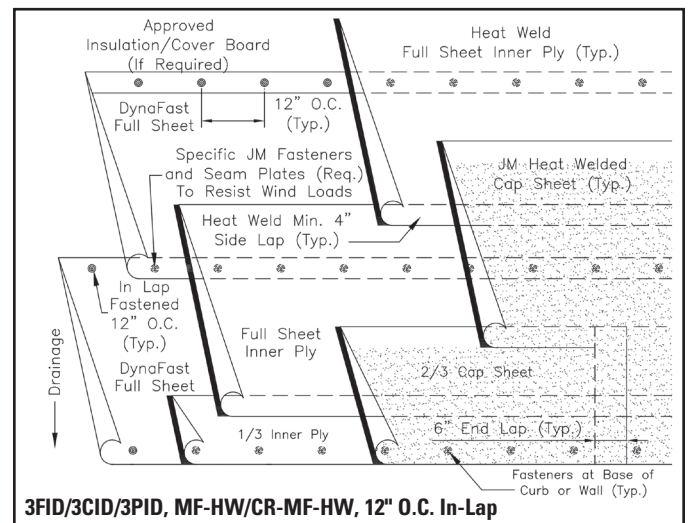 Approved
Insulation/Cover Board
(If Required)
Heat Weld
Full Sheet Inner Ply (Typ.)
DynaFast
Full Sheet
12" O.C.
(Typ.)
Specific JM Fasteners
and Seam Plates (Req.)
To Resist Wind Loads
JM Heat Welded
Cap Sheet (Typ.)
Heat Weld Min. 4"
Side Lap (Typ.)
In Lap
Fastened
12" O.C.
(Typ.)
Drainage
DynaFast
Full Sheet
Full Sheet
Inner Ply
2/3 Cap Sheet
1/3 Inner Ply
6" End Lap (Typ.)
Fasteners at Base of
Curb or Wall (Typ.)
3FID/3CID/3PID, MF-HW/CR-MF-HW, 12" O.C. In-Lap